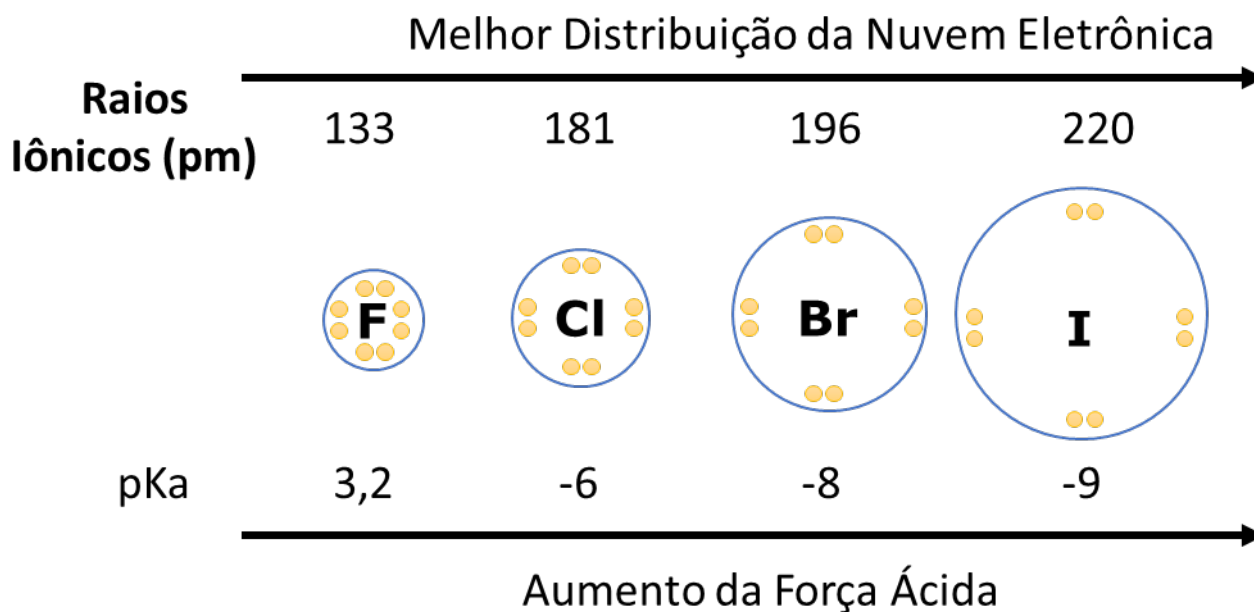 Melhor Distribuição da Nuvem Eletrônica
Raios
Iônicos (pm)
133 181 196 220
F Cl Br I
pKa 3,2 -6 -8 -9
Aumento da Força Ácida